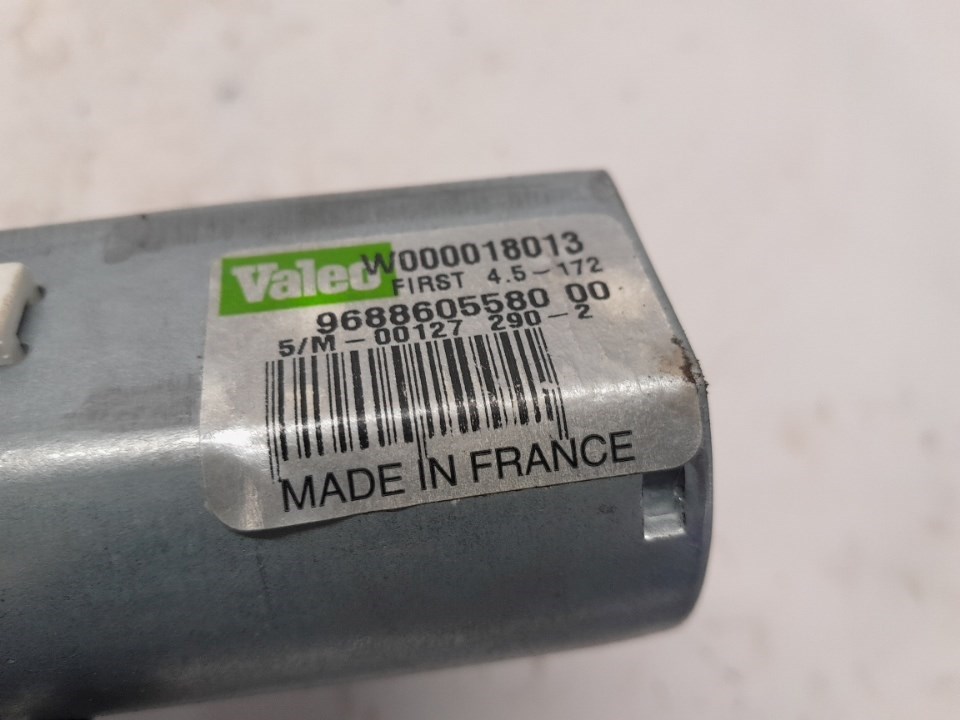 Valeo W000018013
FIRST 4.5-172
9688605580 00
5/M-00127 290-2
MADE IN FRANCE